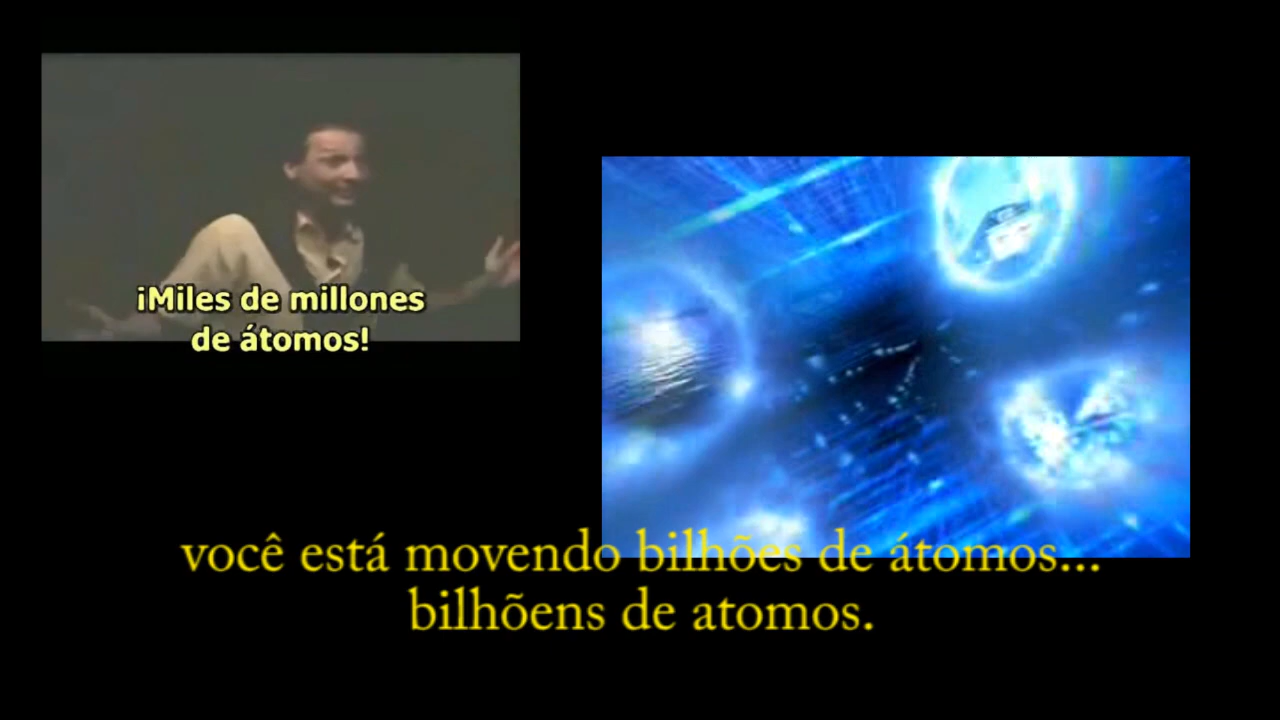 ¡Miles de millones
de átomos!
você está movendo bilhões de átomos...
bilhõens de atomos.